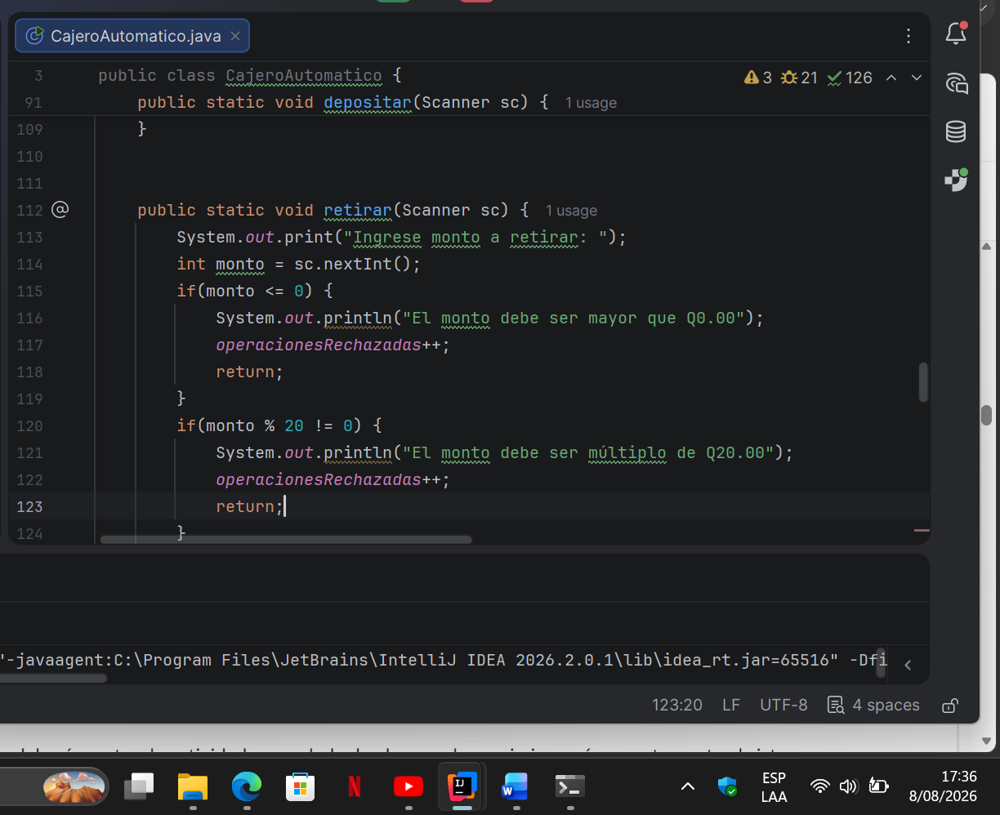 CajeroAutomatico.java
3 public class CajeroAutomatico {
3 21 126
91 public static void depositar(Scanner sc) { 1 usage
109 }
110
111
112 @ public static void retirar(Scanner sc) { 1 usage
113 System.out.print("Ingrese monto a retirar: ");
114 int monto = sc.nextInt();
115 if(monto <= 0) {
116 System.out.println("El monto debe ser mayor que Q0.00");
117 operacionesRechazadas++;
118 return;
119 }
120 if(monto % 20 != 0) {
121 System.out.println("El monto debe ser múltiplo de Q20.00");
122 operacionesRechazadas++;
123 return;
124 }
"-javaagent:C:\Program Files\JetBrains\IntelliJ IDEA 2026.2.0.1\lib\idea_rt.jar=65516" -Dfi
123:20 LF UTF-8 4 spaces
N
IJ
W
ESP
LAA
17:36
8/08/2026